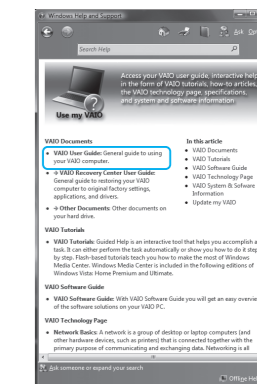 Windows Help and Support
Ask
Search Help
Access your VAIO user guide, interactive help
in the form of VAIO tutorials, how-to articles,
the VAIO technology page, specifications,
and system and software information
Use my VAIO
VAIO Documents
VAIO User Guide: General guide to using
your VAIO computer.
VAIO Recovery Center User Guide:
General guide to restoring your VAIO
computer to original factory settings,
applications, and drivers.
Other Documents: Other documents on
your hard drive.
In this article
VAIO Documents
VAIO Tutorials
VAIO Software Guide
VAIO Technology Page
VAIO System & Sofware
Information
Update my VAIO
VAIO Tutorials
VAIO Tutorials: Guided Help is an interactive tool that helps you accomplish a
task. It can either perform the task automatically or show you how to do it step
by step. Flash-based tutorials teach you how to make the most of Windows
Media Center. Windows Media Center is included in the following editions of
Windows Vista: Home Premium and Ultimate.
VAIO Software Guide
VAIO Software Guide: With VAIO Software Guide you will get an easy overvie
of the software solutions on your VAIO PC.
VAIO Technology Page
Network Basics: A network is a group of desktop or laptop computers (and
other hardware devices, such as printers) that is connected together with the
primary purpose of communicating and exchanging data. Networking is all
Ask someone or expand your search
Offline Hel